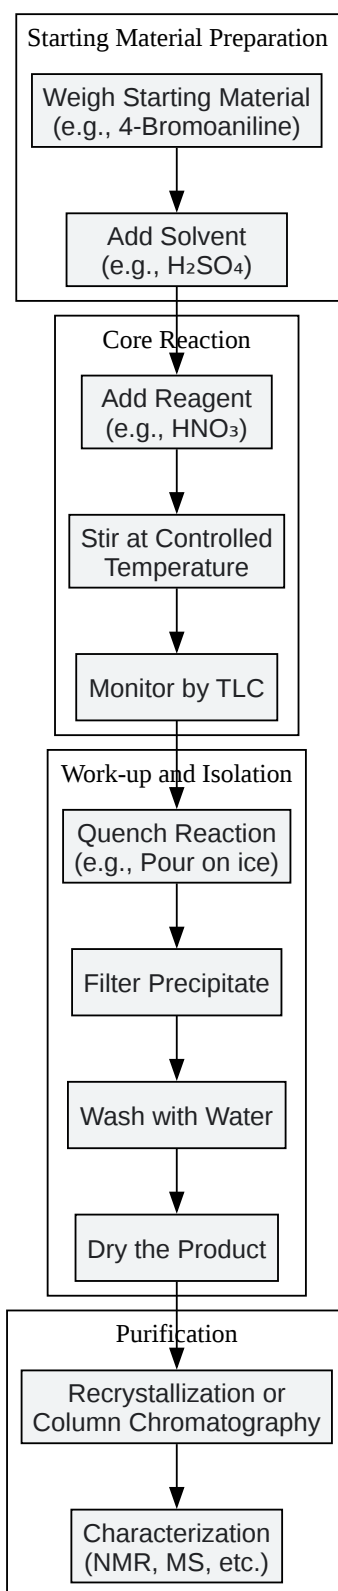 Starting Material Preparation
Weigh Starting Material
(e.g., 4-Bromoaniline)
Add Solvent
(e.g., H₂SO₄)
Core Reaction
Add Reagent
(e.g., HNO₃)
Stir at Controlled
Temperature
Monitor by TLC
Work-up and Isolation
Quench Reaction
(e.g., Pour on ice)
Filter Precipitate
Wash with Water
Dry the Product
Purification
Recrystallization or
Column Chromatography
Characterization
(NMR, MS, etc.)